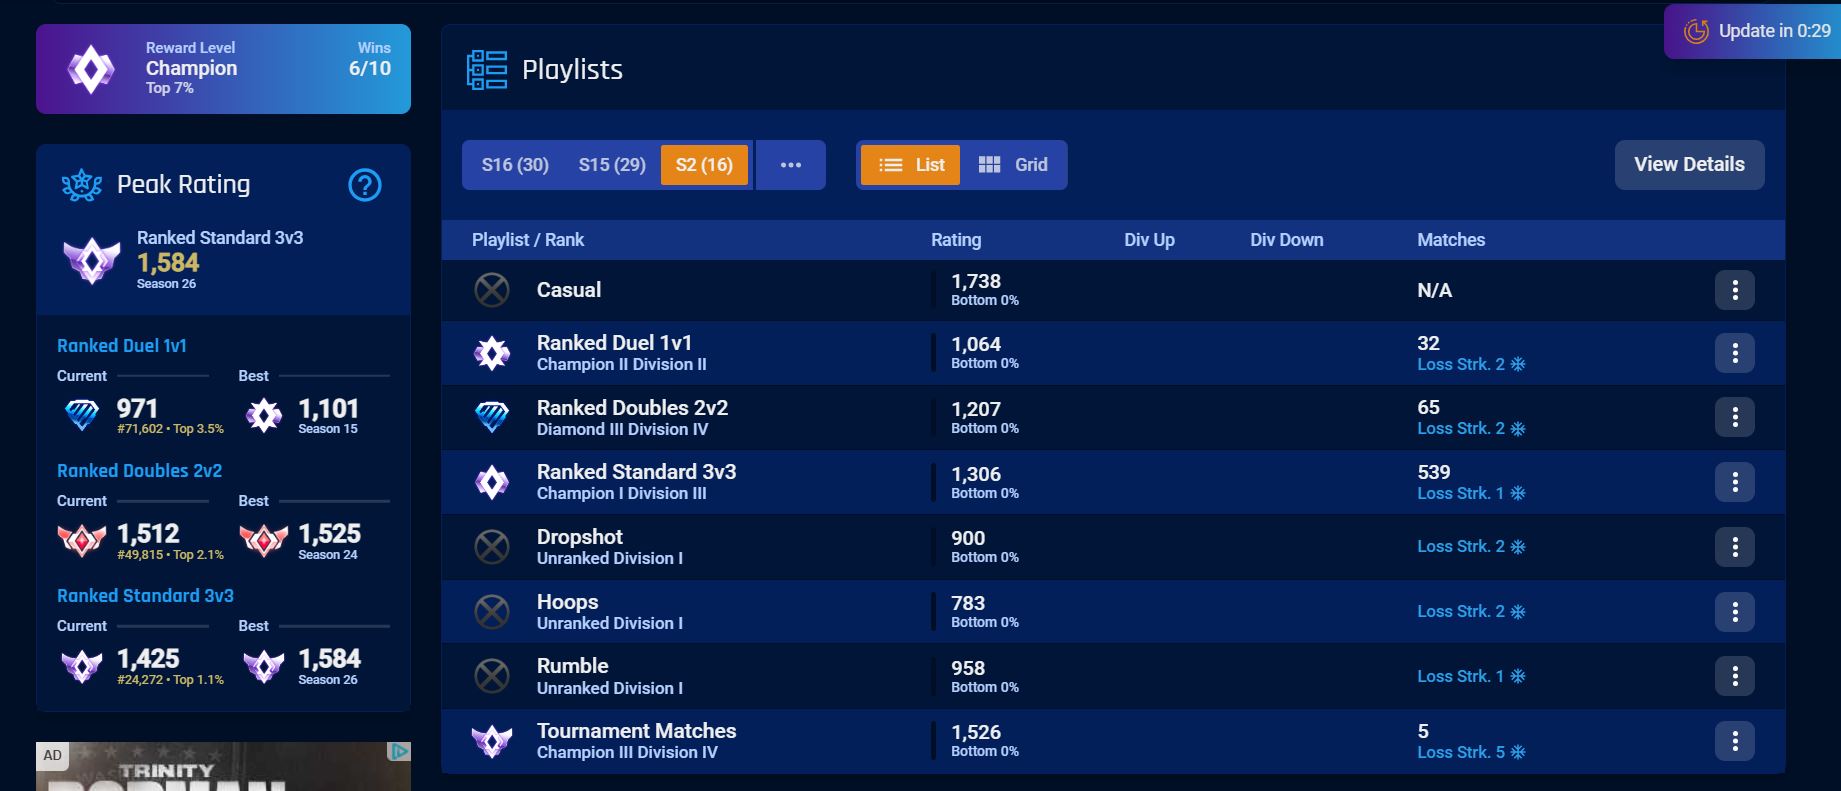 Reward Level
Champion
Top 7%
Wins
6/10
Peak Rating
?
Ranked Standard 3v3
1,584
Season 26
Ranked Duel 1v1
Current
Best
971
#71,602 • Top 3.5%
1,101
Season 15
Ranked Doubles 2v2
Current
Best
1,512
#49,815 • Top 2.1%
1,525
Season 24
Ranked Standard 3v3
Current
Best
1,425
#24,272 • Top 1.1%
1,584
Season 26
AD
TRINITY
RODMAN
Update in 0:29
Playlists
S16 (30)
S15 (29)
S2 (16)
List
Grid
View Details
Playlist / Rank
Rating
Div Up
Div Down
Matches
Casual
1,738
Bottom 0%
N/A
Ranked Duel 1v1
Champion II Division II
1,064
Bottom 0%
32
Loss Strk. 2
Ranked Doubles 2v2
Diamond III Division IV
1,207
Bottom 0%
65
Loss Strk. 2
Ranked Standard 3v3
Champion I Division III
1,306
Bottom 0%
539
Loss Strk. 1
Dropshot
Unranked Division I
900
Bottom 0%
Loss Strk. 2
Hoops
Unranked Division I
783
Bottom 0%
Loss Strk. 2
Rumble
Unranked Division I
958
Bottom 0%
Loss Strk. 1
Tournament Matches
Champion III Division IV
1,526
Bottom 0%
5
Loss Strk. 5